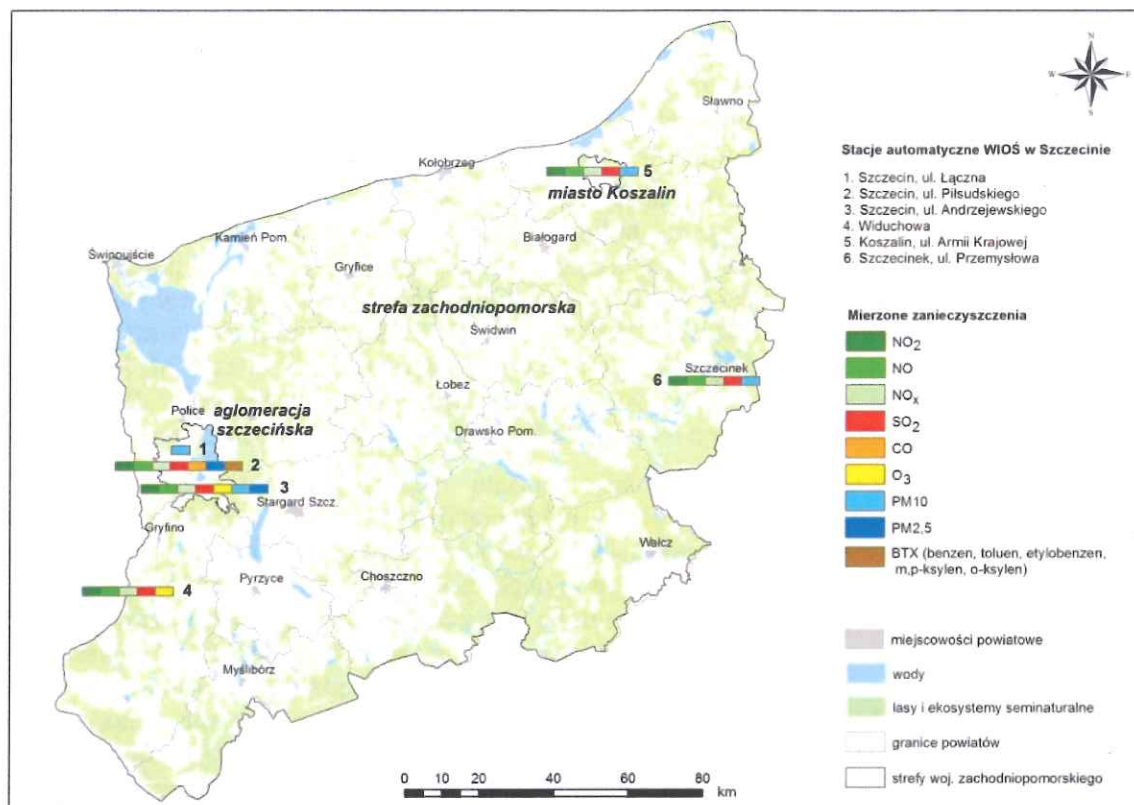 N
W
E
S
Sławno
Kołobrzeg
5
miasto Koszalin
Kamień Pom.
Białogard
Świnoujście
Gryfice
strefa zachodniopomorska
Świdwin
Szczecinek
6
Łobez
Police
aglomeracja
szczecińska
Drawsko Pom.
1
2
3
Stargard Szcz.
Gryfino
Wałcz
Pyrzyce
Choszczno
4
Myślibórz
0 20 40 60 80
km
Stacje automatyczne WIOŚ w Szczecinie
1. Szczecin, ul. Łączna
2. Szczecin, ul. Piłsudskiego
3. Szczecin, ul. Andrzejewskiego
4. Widuchowa
5. Koszalin, ul. Armii Krajowej
6. Szczecinek, ul. Przemysłowa
Mierzone zanieczyszczenia
NO2
NO
NOx
SO2
CO
O3
PM10
PM2,5
BTX (benzen, toluen, etylobenzen,
m,p-ksylen, o-ksylen)
miejscowości powiatowe
wody
lasy i ekosystemy seminaturalne
granice powiatów
strefy woj. zachodniopomorskiego